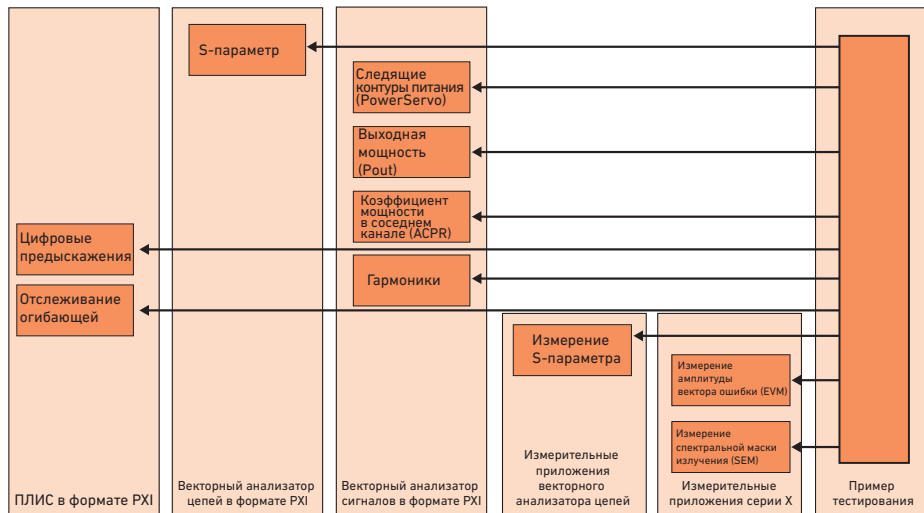 S-параметр
Следящие
контуры питания
(PowerServo)
Выходная
мощность
(Pout)
Коэффициент
мощности
в соседнем
канале (ACPR)
Цифровые
предыскажения
Гармоники
Отслеживание
огибающей
Измерение
S-параметра
Измерение
амплитуды
вектора ошибки (EVM)
Измерение
спектральной маски
излучения (SEM)
ПЛИС в формате PXI
Векторный анализатор
цепей в формате PXI
Векторный анализатор
сигналов в формате PXI
Измерительные
приложения
векторного
анализатора цепей
Измерительные
приложения серии X
Пример
тестирования